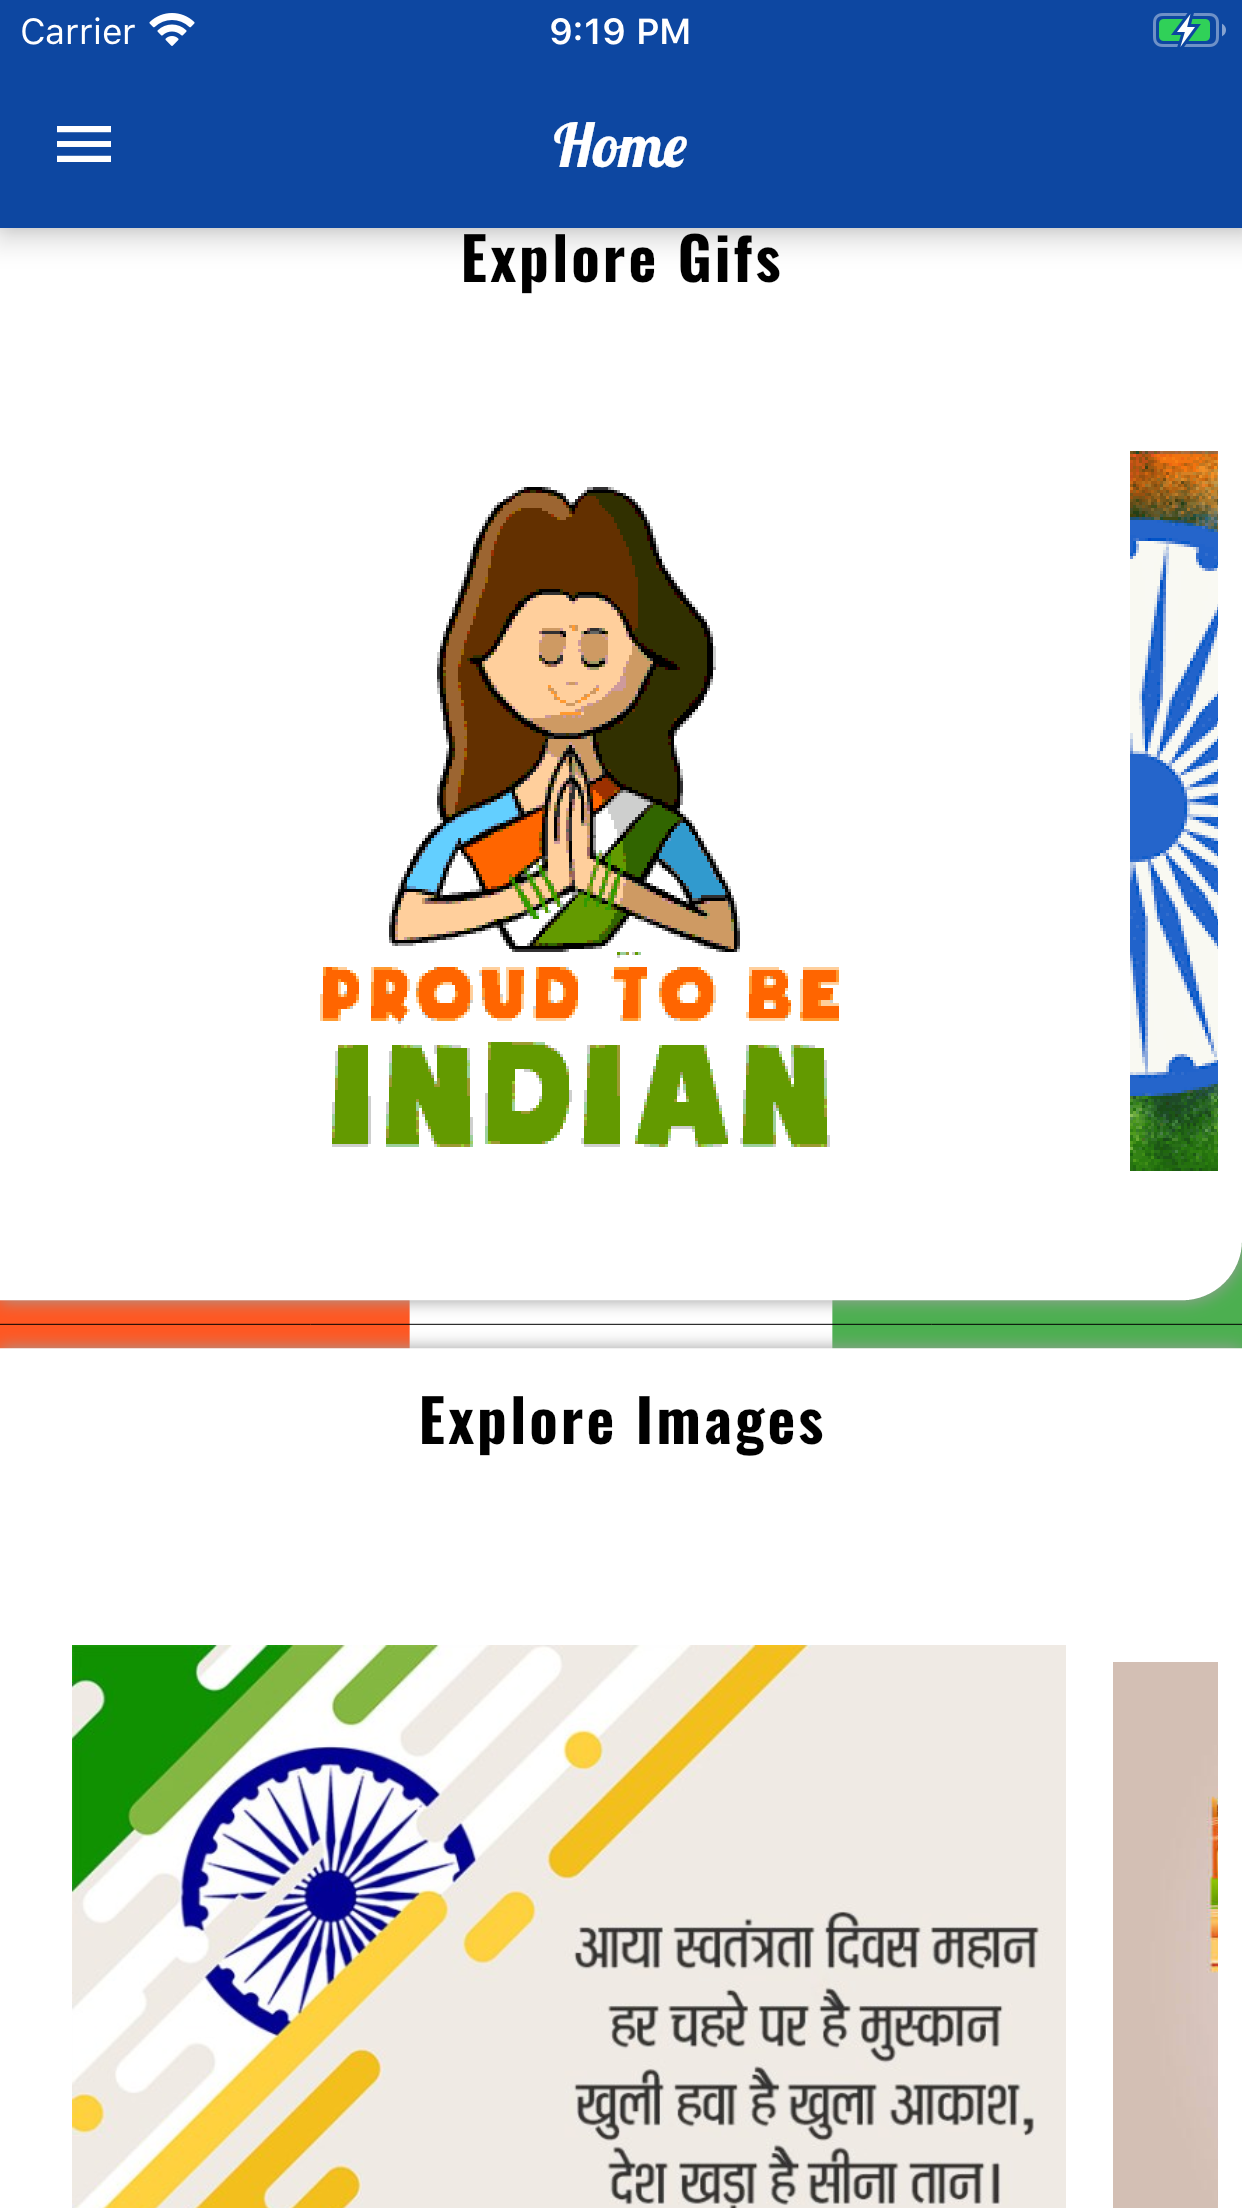 Carrier
9:19 PM
Home
Explore Gifs
PROUD TO BE
INDIAN
Explore Images
आया स्वतंत्रता दिवस महान
हर चहरे पर है मुस्कान
खुली हवा है खुला आकाश,
देश खड़ा है सीना तान।